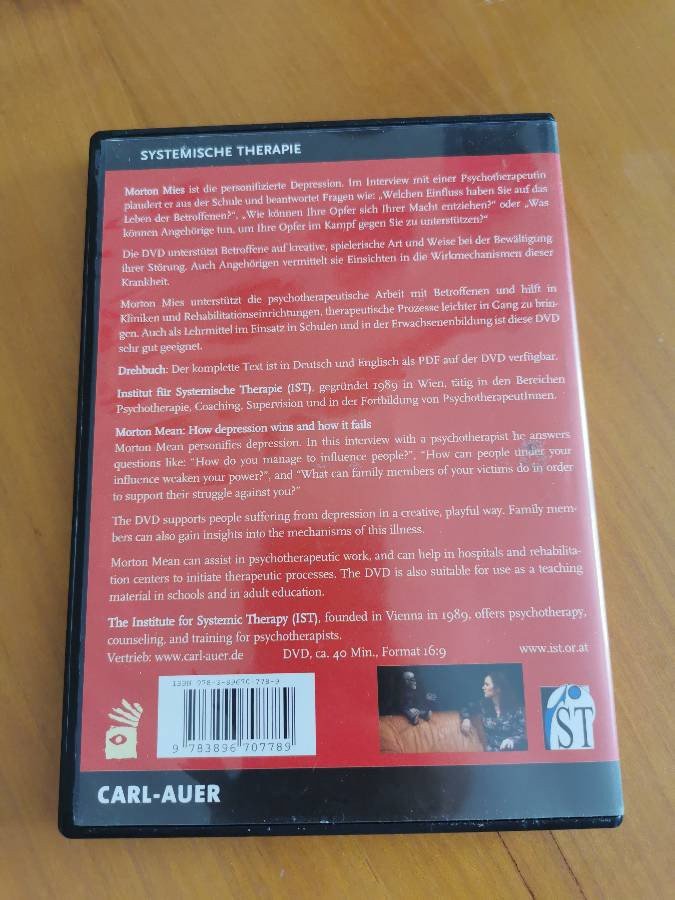 SYSTEMISCHE THERAPIE
Morton Mies ist die personifizierte Depression. Im Interview mit einer Psychotherapeutin
plaudert er aus der Schule und beantwortet Fragen wie: „Welchen Einfluss haben Sie auf das
Leben der Betroffenen?“, „Wie können Ihre Opfer sich Ihrer Macht entziehen?“ oder „Was
können Angehörige tun, um Ihre Opfer im Kampf gegen Sie zu unterstützen?“
Die DVD unterstützt Betroffene auf kreative, spielerische Art und Weise bei der Bewältigung
ihrer Störung. Auch Angehörigen vermittelt sie Einsichten in die Wirkmechanismen dieser
Krankheit.
Morton Mies unterstützt die psychotherapeutische Arbeit mit Betroffenen und hilft in
Kliniken und Rehabilitationseinrichtungen, therapeutische Prozesse leichter in Gang zu brin-
gen. Auch als Lehrmittel im Einsatz in Schulen und in der Erwachsenenbildung ist diese DVD
sehr gut geeignet.
Drehbuch: Der komplette Text ist in Deutsch und Englisch als PDF auf der DVD verfügbar.
Institut für Systemische Therapie (IST), gegründet 1989 in Wien, tätig in den Bereichen
Psychotherapie, Coaching, Supervision und in der Fortbildung von PsychotherapeutInnen.
Morton Mean: How depression wins and how it fails
Morton Mean personifies depression. In this interview with a psychotherapist he answers
questions like: “How do you manage to influence people?”, “How can people under your
influence weaken your power?”, and “What can family members of your victims do in order
to support their struggle against you?”
The DVD supports people suffering from depression in a creative, playful way. Family mem-
bers can also gain insights into the mechanisms of this illness.
Morton Mean can assist in psychotherapeutic work, and can help in hospitals and rehabilita-
tion centers to initiate therapeutic processes. The DVD is also suitable for use as a teaching
material in schools and in adult education.
The Institute for Systemic Therapy (IST), founded in Vienna in 1989, offers psychotherapy,
counseling, and training for psychotherapists.
Vertrieb: www.carl-auer.de DVD, ca. 40 Min., Format 16:9 www.ist.or.at
ISBN 978-3-89670-778-9
9 783896 707789
iST
CARL-AUER